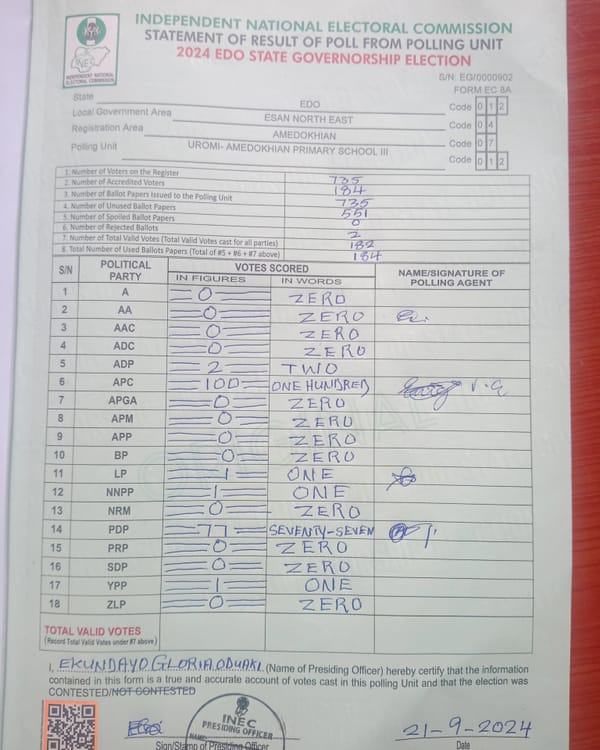 INDEPENDENT NATIONAL ELECTORAL COMMISSION
STATEMENT OF RESULT OF POLL FROM POLLING UNIT
2024 EDO STATE GOVERNORSHIP ELECTION
INEC
INDEPENDENT NATIONAL ELECTORAL COMMISSION
S/N: EG/0000902
FORM EC 8A
State EDO Code 0 1 2
Local Government Area ESAN NORTH EAST Code 0 4
Registration Area AMEDOKHIAN Code 0 7
Polling Unit UROMI- AMEDOKHIAN PRIMARY SCHOOL III Code 0 1 2
1. Number of Voters on the Register 735
2. Number of Accredited Voters 184
3. Number of Ballot Papers Issued to the Polling Unit 735
4. Number of Unused Ballot Papers 551
5. Number of Spoiled Ballot Papers 0
6. Number of Rejected Ballots 2
7. Number of Total Valid Votes (Total Valid Votes cast for all parties) 182
8. Total Number of Used Ballots Papers (Total of #5 + #6 + #7 above) 184
S/N POLITICAL PARTY VOTES SCORED NAME/SIGNATURE OF POLLING AGENT
IN FIGURES IN WORDS
1 A 0 ZERO
2 AA 0 ZERO
3 AAC 0 ZERO
4 ADC 0 ZERO
5 ADP 2 TWO
6 APC 100 ONE HUNDRED
7 APGA 0 ZERO
8 APM 0 ZERO
9 APP 0 ZERO
10 BP 0 ZERO
11 LP 1 ONE
12 NNPP 1 ONE
13 NRM 0 ZERO
14 PDP 77 SEVENTY-SEVEN
15 PRP 0 ZERO
16 SDP 0 ZERO
17 YPP 1 ONE
18 ZLP 0 ZERO
TOTAL VALID VOTES
(Record Total Valid Votes under #7 above)
I, EKUNDAYO GLORIA ODUAKI (Name of Presiding Officer) hereby certify that the information
contained in this form is a true and accurate account of votes cast in this polling Unit and that the election was
CONTESTED/NOT CONTESTED
INEC
PRESIDING OFFICER
NAME:
21-9-2024
Sign/Stamp of Presiding Officer Date